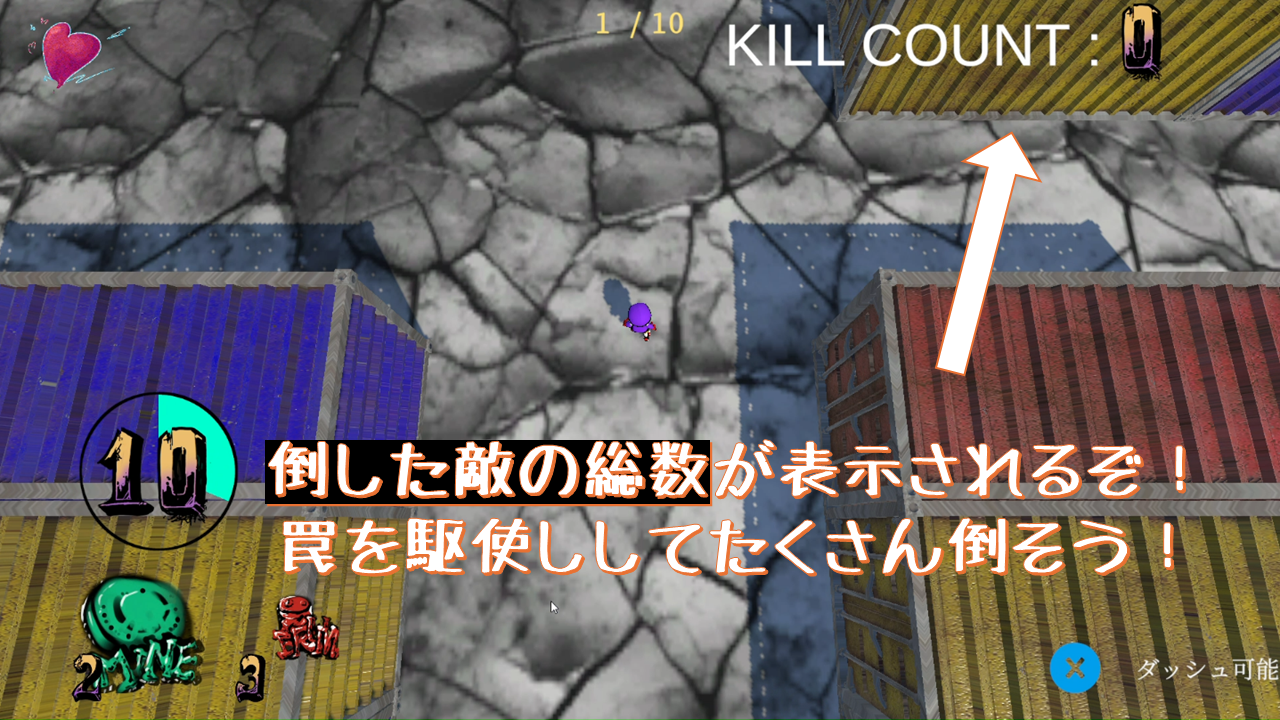 1 / 10
KILL COUNT : 0
10
倒した敵の総数が表示されるぞ！
罠を駆使ししてたくさん倒そう！
2 MINE
3
ダッシュ可能